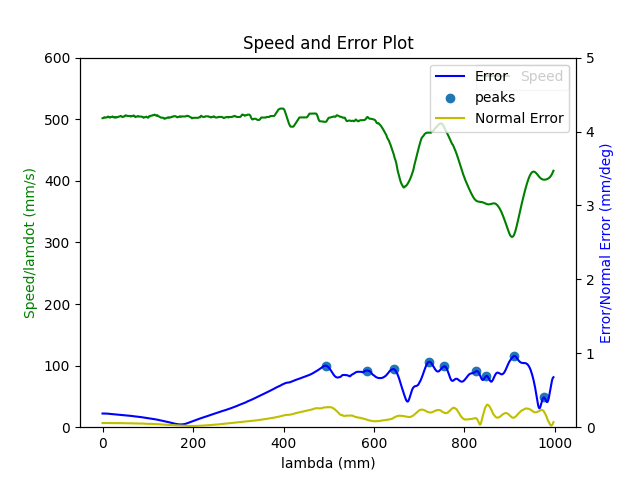 Speed and Error Plot
600
500
400
300
200
100
0
Speed/lamdot (mm/s)
5
4
3
2
1
0
Error/Normal Error (mm/deg)
Error
Speed
peaks
Normal Error
0
200
400
600
800
1000
lambda (mm)